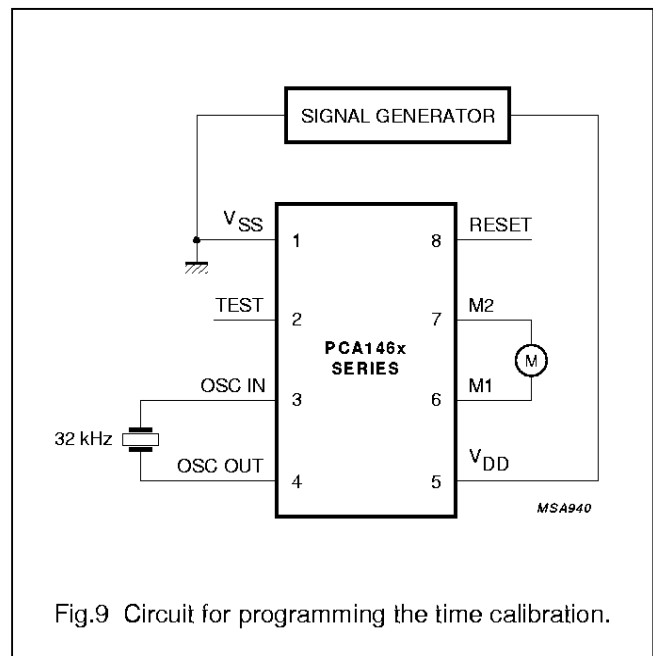 SIGNAL GENERATOR
VSS
1
8
RESET
TEST
2
7
M2
PCA146x
SERIES
M
OSC IN
3
6
M1
32 kHz
OSC OUT
4
5
VDD
MSA940
Fig.9 Circuit for programming the time calibration.